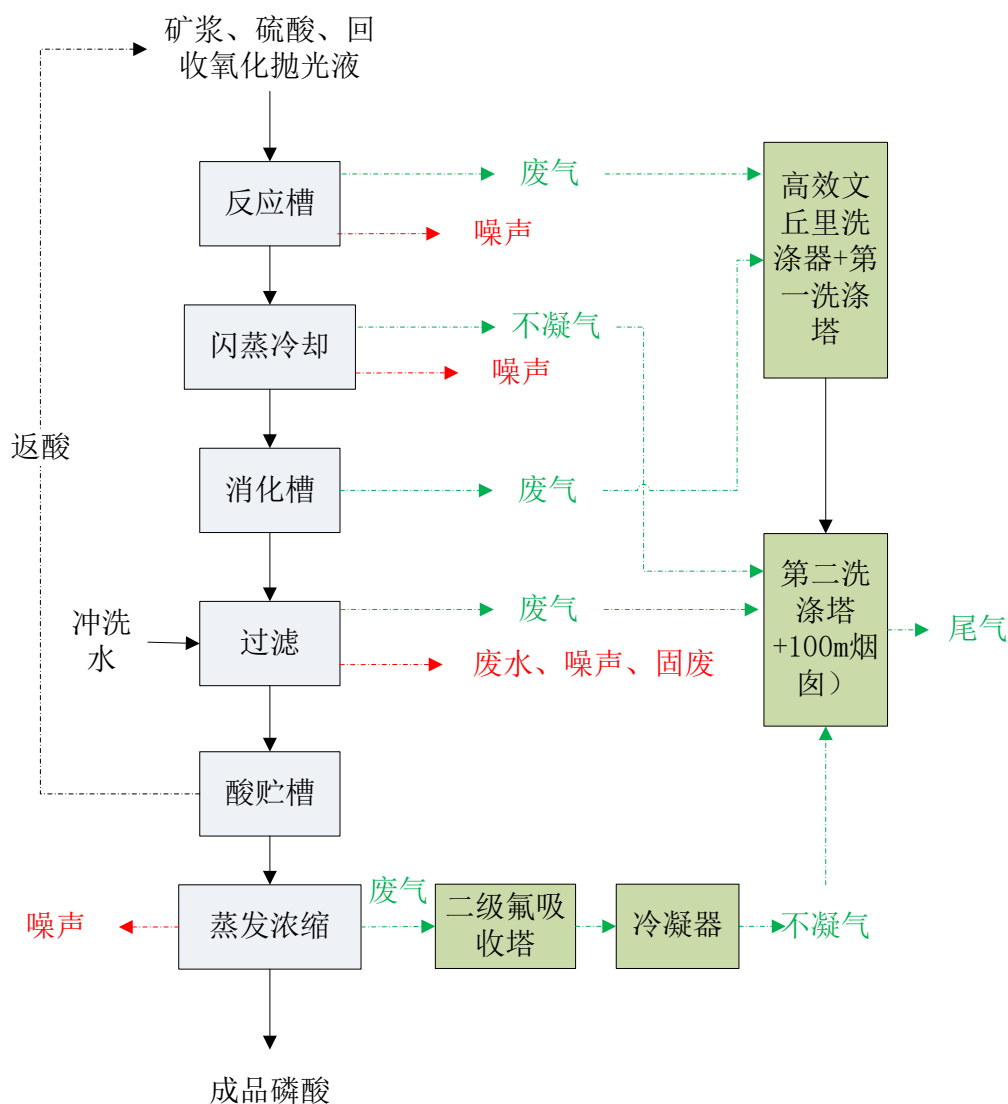 矿浆、硫酸、回
收氧化抛光液
反应槽
废气
噪声
高效文
丘里洗
涤器+第
一洗涤
塔
闪蒸冷却
不凝气
噪声
返酸
消化槽
废气
冲洗
水
过滤
废气
废水、噪声、固废
第二洗
涤塔
+100m烟
囱）
尾气
酸贮槽
噪声
蒸发浓缩
废气
二级氟吸
收塔
冷凝器
不凝气
成品磷酸